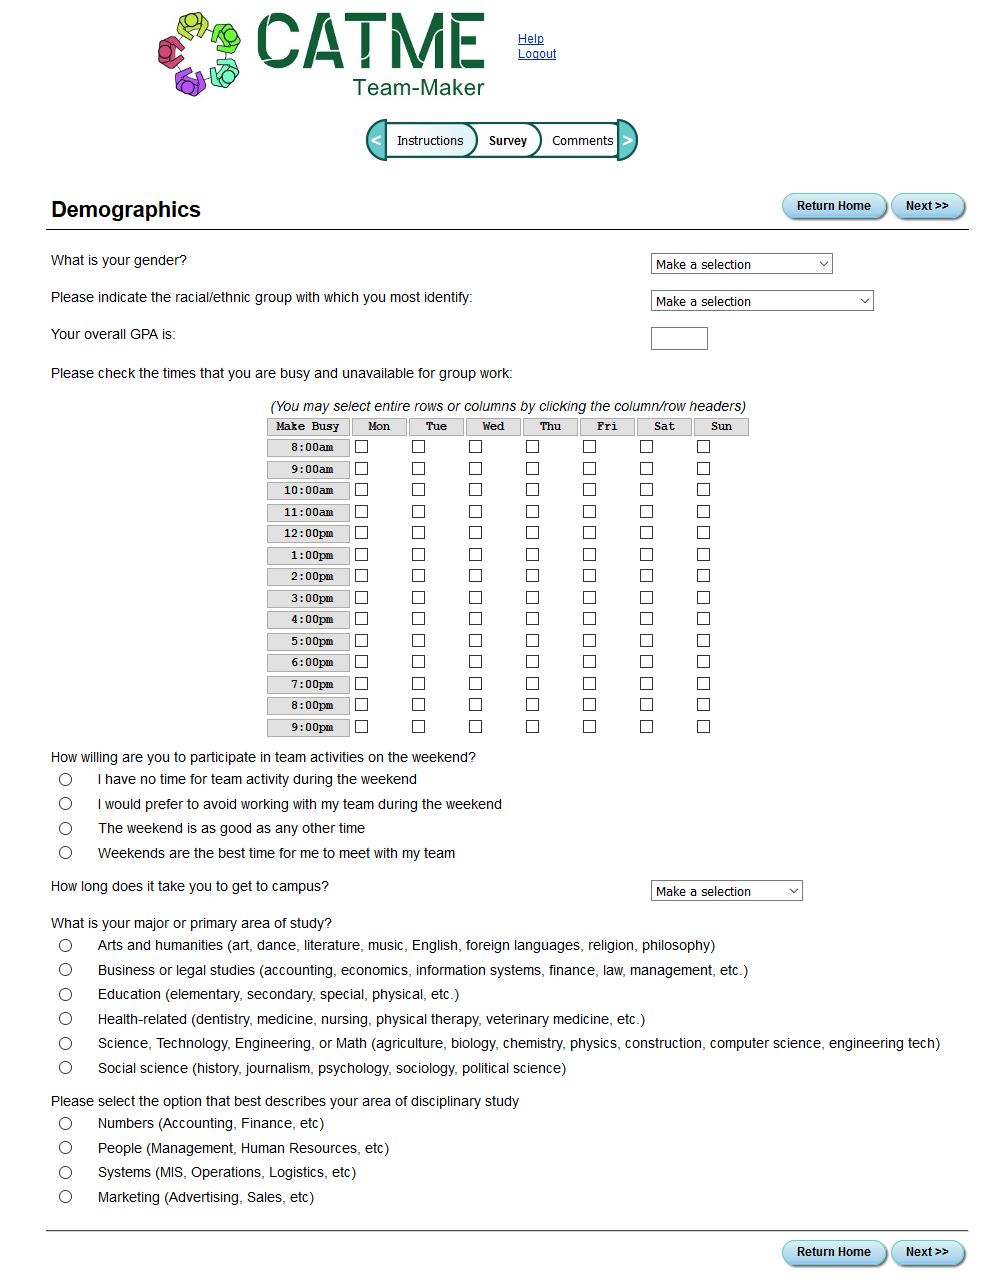 CATME
Team-Maker
Help
Logout
< Instructions Survey Comments >
Demographics
Return Home Next >>
What is your gender? Make a selection
Please indicate the racial/ethnic group with which you most identify: Make a selection
Your overall GPA is:
Please check the times that you are busy and unavailable for group work:
(You may select entire rows or columns by clicking the column/row headers)
Make Busy Mon Tue Wed Thu Fri Sat Sun
8:00am
9:00am
10:00am
11:00am
12:00pm
1:00pm
2:00pm
3:00pm
4:00pm
5:00pm
6:00pm
7:00pm
8:00pm
9:00pm
How willing are you to participate in team activities on the weekend?
I have no time for team activity during the weekend
I would prefer to avoid working with my team during the weekend
The weekend is as good as any other time
Weekends are the best time for me to meet with my team
How long does it take you to get to campus? Make a selection
What is your major or primary area of study?
Arts and humanities (art, dance, literature, music, English, foreign languages, religion, philosophy)
Business or legal studies (accounting, economics, information systems, finance, law, management, etc.)
Education (elementary, secondary, special, physical, etc.)
Health-related (dentistry, medicine, nursing, physical therapy, veterinary medicine, etc.)
Science, Technology, Engineering, or Math (agriculture, biology, chemistry, physics, construction, computer science, engineering tech)
Social science (history, journalism, psychology, sociology, political science)
Please select the option that best describes your area of disciplinary study
Numbers (Accounting, Finance, etc)
People (Management, Human Resources, etc)
Systems (MIS, Operations, Logistics, etc)
Marketing (Advertising, Sales, etc)
Return Home Next >>